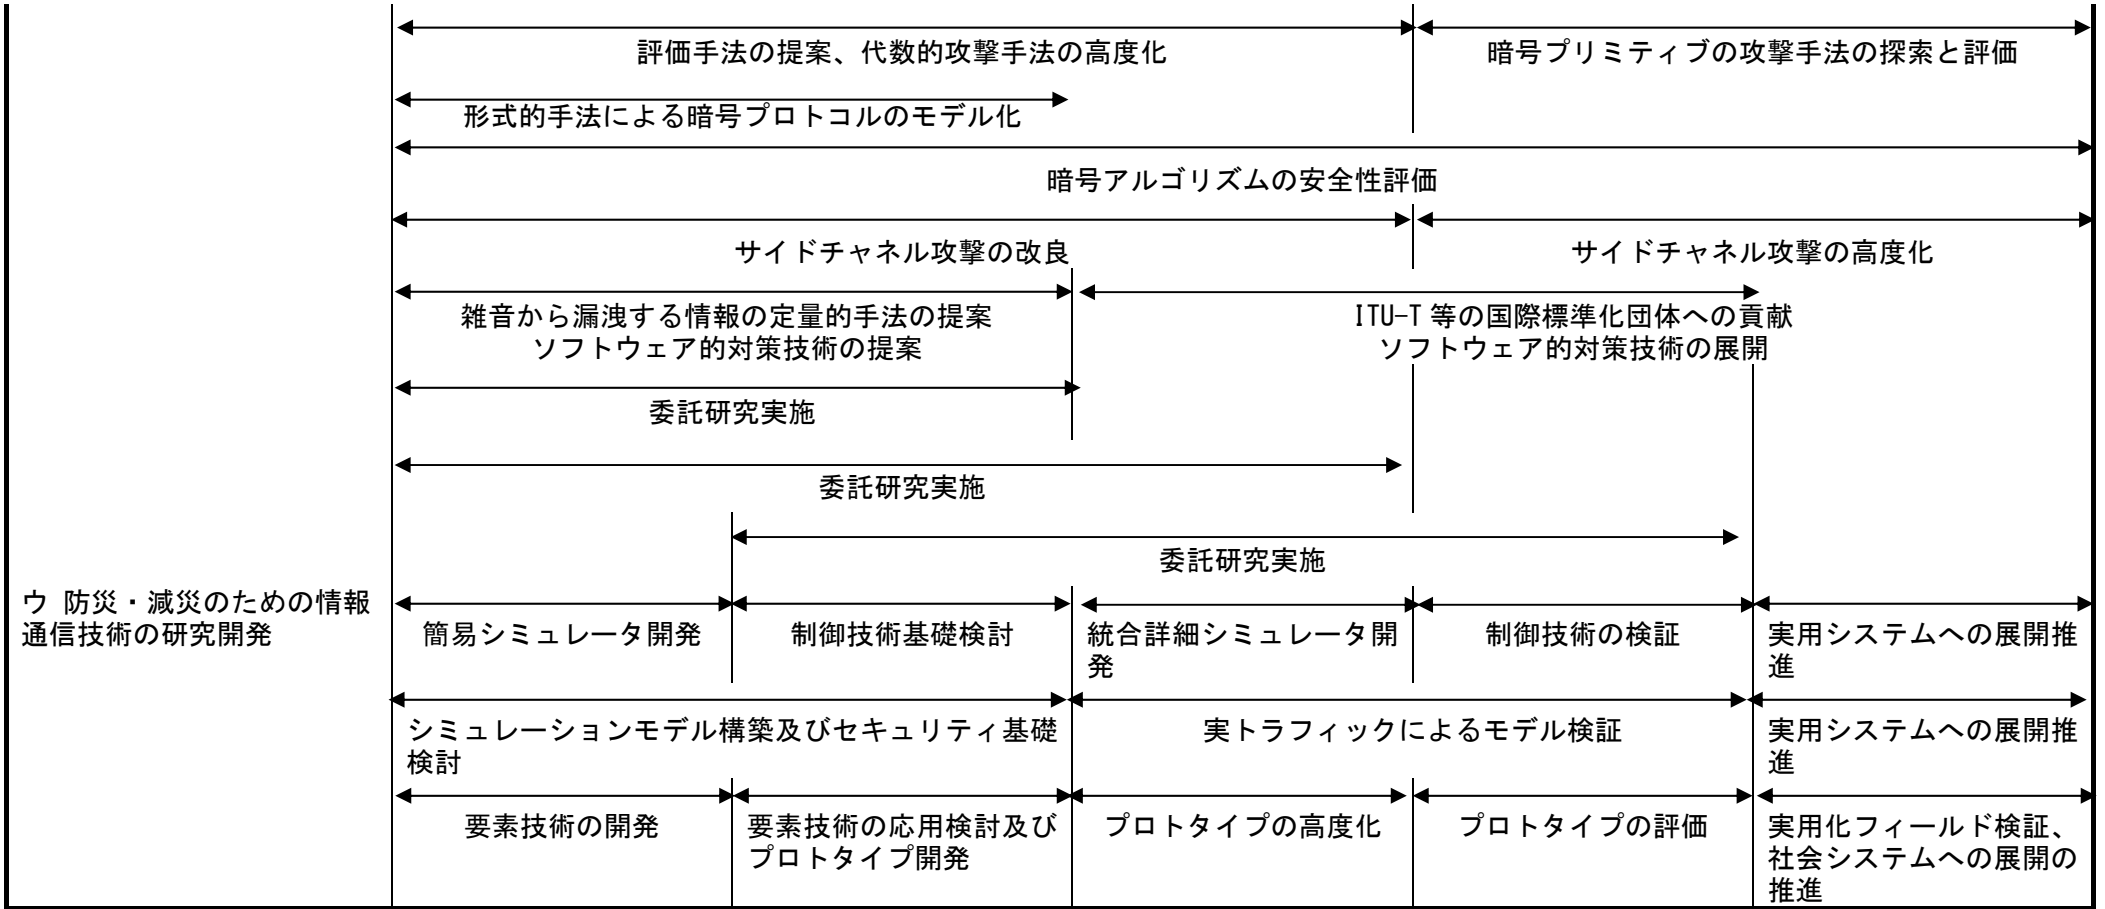 評価手法の提案、代数的攻撃手法の高度化
暗号プリミティブの攻撃手法の探索と評価
形式的手法による暗号プロトコルのモデル化
暗号アルゴリズムの安全性評価
サイドチャネル攻撃の改良
サイドチャネル攻撃の高度化
雑音から漏洩する情報の定量的手法の提案
ソフトウェア的対策技術の提案
ITU-T 等の国際標準化団体への貢献
ソフトウェア的対策技術の展開
委託研究実施
委託研究実施
委託研究実施
ウ 防災・減災のための情報
通信技術の研究開発
簡易シミュレータ開発
制御技術基礎検討
統合詳細シミュレータ開
発
制御技術の検証
実用システムへの展開推
進
シミュレーションモデル構築及びセキュリティ基礎
検討
実トラフィックによるモデル検証
実用システムへの展開推
進
要素技術の開発
要素技術の応用検討及び
プロトタイプ開発
プロトタイプの高度化
プロトタイプの評価
実用化フィールド検証、
社会システムへの展開の
推進